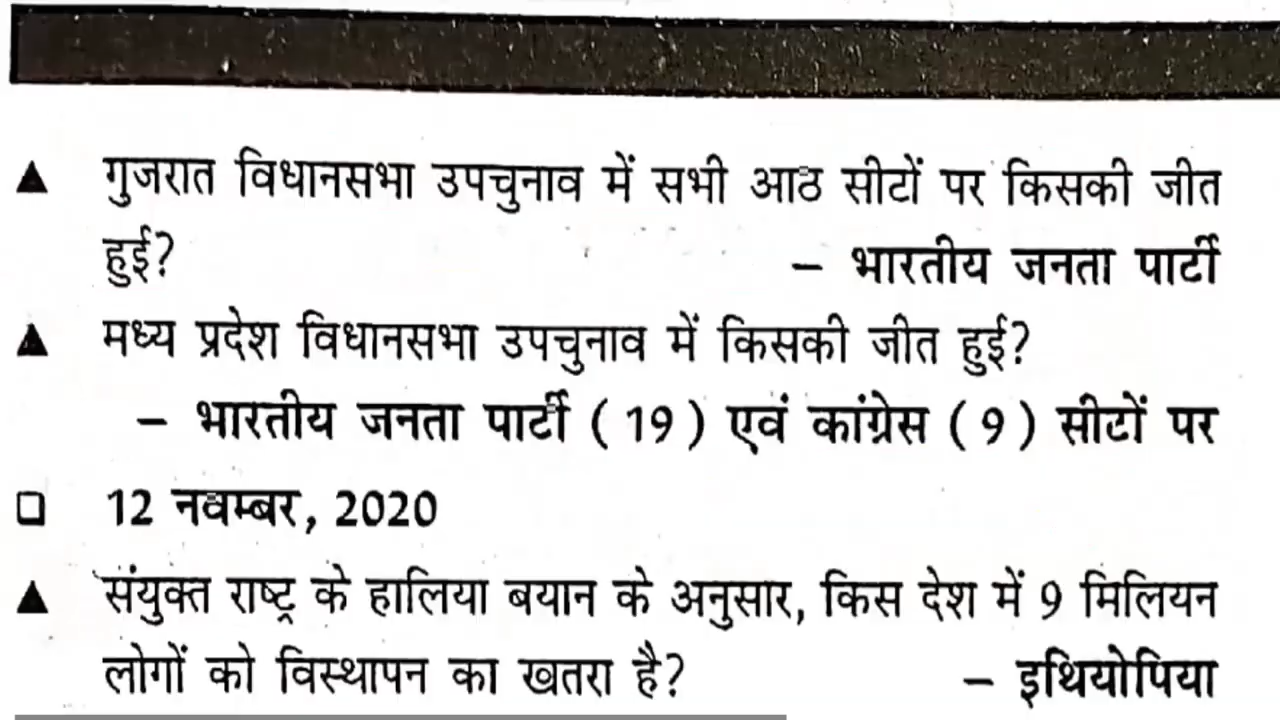 ▲ गुजरात विधानसभा उपचुनाव में सभी आठ सीटों पर किसकी जीत
हुई? – भारतीय जनता पार्टी
▲ मध्य प्रदेश विधानसभा उपचुनाव में किसकी जीत हुई?
– भारतीय जनता पार्टी ( 19 ) एवं कांग्रेस ( 9 ) सीटों पर
❑ 12 नवम्बर, 2020
▲ संयुक्त राष्ट्र के हालिया बयान के अनुसार, किस देश में 9 मिलियन
लोगों को विस्थापन का खतरा है? – इथियोपिया